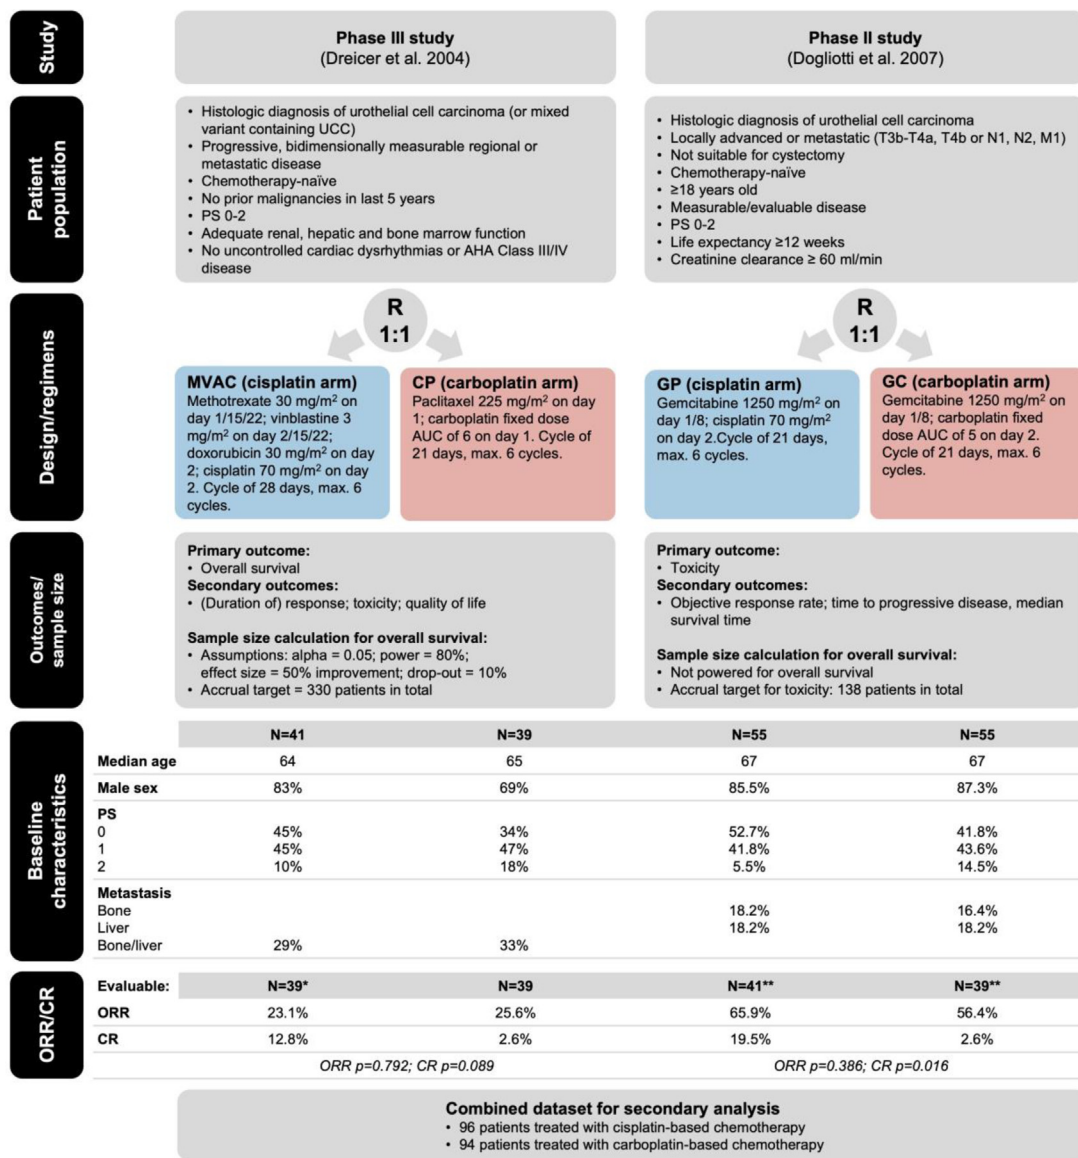 Study
Phase III study
(Dreicer et al. 2004)
Phase II study
(Dogliotti et al. 2007)
Patient
population
• Histologic diagnosis of urothelial cell carcinoma (or mixed
variant containing UCC)
• Progressive, bidimensionally measurable regional or
metastatic disease
• Chemotherapy-naïve
• No prior malignancies in last 5 years
• PS 0-2
• Adequate renal, hepatic and bone marrow function
• No uncontrolled cardiac dysrhythmias or AHA Class III/IV
disease
• Histologic diagnosis of urothelial cell carcinoma
• Locally advanced or metastatic (T3b-T4a, T4b or N1, N2, M1)
• Not suitable for cystectomy
• Chemotherapy-naïve
• ≥18 years old
• Measurable/evaluable disease
• PS 0-2
• Life expectancy ≥12 weeks
• Creatinine clearance ≥ 60 ml/min
Design/regimens
R
1:1
R
1:1
MVAC (cisplatin arm)
Methotrexate 30 mg/m² on
day 1/15/22; vinblastine 3
mg/m² on day 2/15/22;
doxorubicin 30 mg/m² on day
2; cisplatin 70 mg/m² on day
2. Cycle of 28 days, max. 6
cycles.
CP (carboplatin arm)
Paclitaxel 225 mg/m² on day
1; carboplatin fixed dose
AUC of 6 on day 1. Cycle of
21 days, max. 6 cycles.
GP (cisplatin arm)
Gemcitabine 1250 mg/m² on
day 1/8; cisplatin 70 mg/m²
on day 2.Cycle of 21 days,
max. 6 cycles.
GC (carboplatin arm)
Gemcitabine 1250 mg/m² on
day 1/8; carboplatin fixed
dose AUC of 5 on day 2.
Cycle of 21 days, max. 6
cycles.
Outcomes/
sample size
Primary outcome:
• Overall survival
Secondary outcomes:
• (Duration of) response; toxicity; quality of life
Sample size calculation for overall survival:
• Assumptions: alpha = 0.05; power = 80%;
effect size = 50% improvement; drop-out = 10%
• Accrual target = 330 patients in total
Primary outcome:
• Toxicity
Secondary outcomes:
• Objective response rate; time to progressive disease, median
survival time
Sample size calculation for overall survival:
• Not powered for overall survival
• Accrual target for toxicity: 138 patients in total
Baseline
characteristics
N=41 N=39 N=55 N=55
Median age 64 65 67 67
Male sex 83% 69% 85.5% 87.3%
PS
0 45% 34% 52.7% 41.8%
1 45% 47% 41.8% 43.6%
2 10% 18% 5.5% 14.5%
Metastasis
Bone 18.2% 16.4%
Liver 18.2% 18.2%
Bone/liver 29% 33%
ORR/CR
Evaluable: N=39* N=39 N=41** N=39**
ORR 23.1% 25.6% 65.9% 56.4%
CR 12.8% 2.6% 19.5% 2.6%
ORR p=0.792; CR p=0.089 ORR p=0.386; CR p=0.016
Combined dataset for secondary analysis
• 96 patients treated with cisplatin-based chemotherapy
• 94 patients treated with carboplatin-based chemotherapy